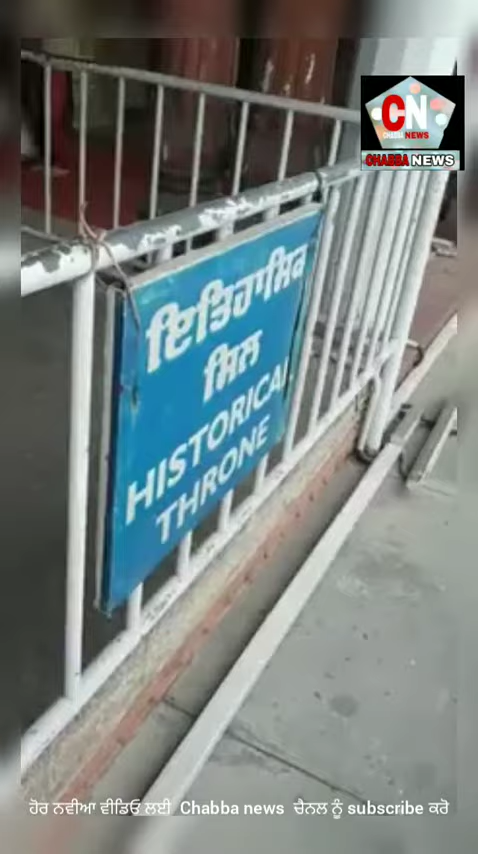 CN
CHABBA NEWS
CHABBA NEWS
ਇਤਿਹਾਸਿਕ
ਸਿਲ
HISTORICAL
THRONE
ਹੋਰ ਨਵੀਆ ਵੀਡਿਓ ਲਈ Chabba news ਚੈਨਲ ਨੂੰ subscribe ਕਰੋ